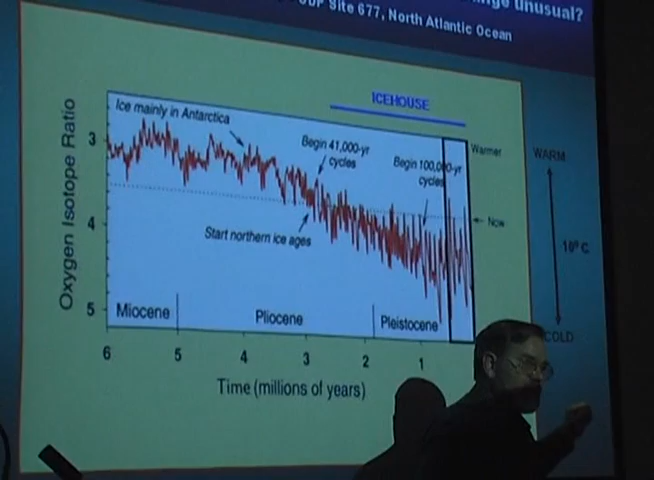 unusual?
Site 677, North Atlantic Ocean
ICEHOUSE
Ice mainly in Antarctica
Begin 41,000-yr
cycles
Begin 100,000-yr
cycles
Warmer
WARM
3
4
5
Oxygen Isotope Ratio
Start northern ice ages
Now
10° C
Miocene
Pliocene
Pleistocene
COLD
6 5 4 3 2 1
Time (millions of years)